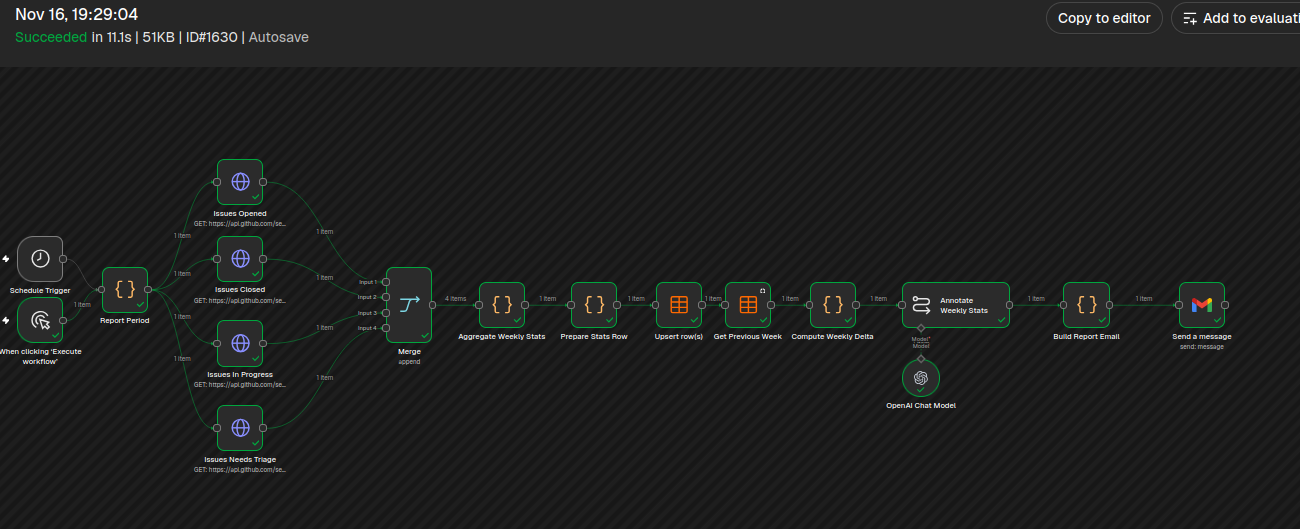 Nov 16, 19:29:04
Succeeded in 11.1s | 51KB | ID#1630 | Autosave
Copy to editor
Add to evaluati
Issues Opened
GET: https://api.github.com/se...
1 item
1 item
Schedule Trigger
1 item
When clicking 'Execute
workflow'
{}
Report Period
1 item
1 item
1 item
Issues Closed
GET: https://api.github.com/se...
1 item
Issues In Progress
GET: https://api.github.com/se...
1 item
1 item
Issues Needs Triage
GET: https://api.github.com/se...
Input 1
Input 2
Input 3
Input 4
Merge
append
4 items
{}
Aggregate Weekly Stats
1 item
{}
Prepare Stats Row
1 item
Upsert row(s)
1 item
Get Previous Week
1 item
{}
Compute Weekly Delta
1 item
Annotate
Weekly Stats
Model*
Model
OpenAI Chat Model
1 item
{}
Build Report Email
1 item
Send a message
send: message